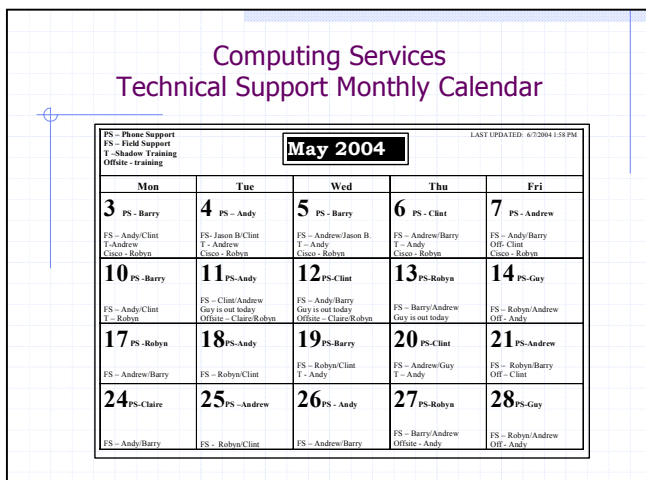 Computing Services
Technical Support Monthly Calendar
PS – Phone Support
FS – Field Support
T –Shadow Training
Offsite - training
May 2004
LAST UPDATED: 6/7/2004 1:58 PM
Mon Tue Wed Thu Fri
3 PS - Barry
FS – Andy/Clint
T-Andrew
Cisco - Robyn
4 PS – Andy
FS- Jason B/Clint
T - Andrew
Cisco - Robyn
5 PS - Barry
FS – Andrew/Jason B.
T – Andy
Cisco - Robyn
6 PS - Clint
FS – Andrew/Barry
T – Andy
Cisco - Robyn
7 PS - Andrew
FS – Andy/Barry
Off- Clint
Cisco - Robyn
10 PS -Barry
FS – Andy/Clint
T – Robyn
11 PS-Andy
FS – Clint/Andrew
Guy is out today
Offsite – Claire/Robyn
12 PS-Clint
FS – Andy/Barry
Guy is out today
Offsite – Claire/Robyn
13 PS-Robyn
FS – Barry/Andrew
Guy is out today
14 PS-Guy
FS – Robyn/Andrew
Off - Andy
17 PS -Robyn
FS – Andrew/Barry
18 PS-Andy
FS – Robyn/Clint
19 PS-Barry
FS – Robyn/Clint
T - Andy
20 PS-Clint
FS – Andrew/Guy
T – Andy
21 PS-Andrew
FS – Robyn/Barry
Off – Clint
24 PS-Claire
FS – Andy/Barry
25 PS –Andrew
FS - Robyn/Clint
26 PS - Andy
FS – Andrew/Barry
27 PS-Robyn
FS – Barry/Andrew
Offsite - Andy
28 PS-Guy
FS – Robyn/Andrew
Off - Andy